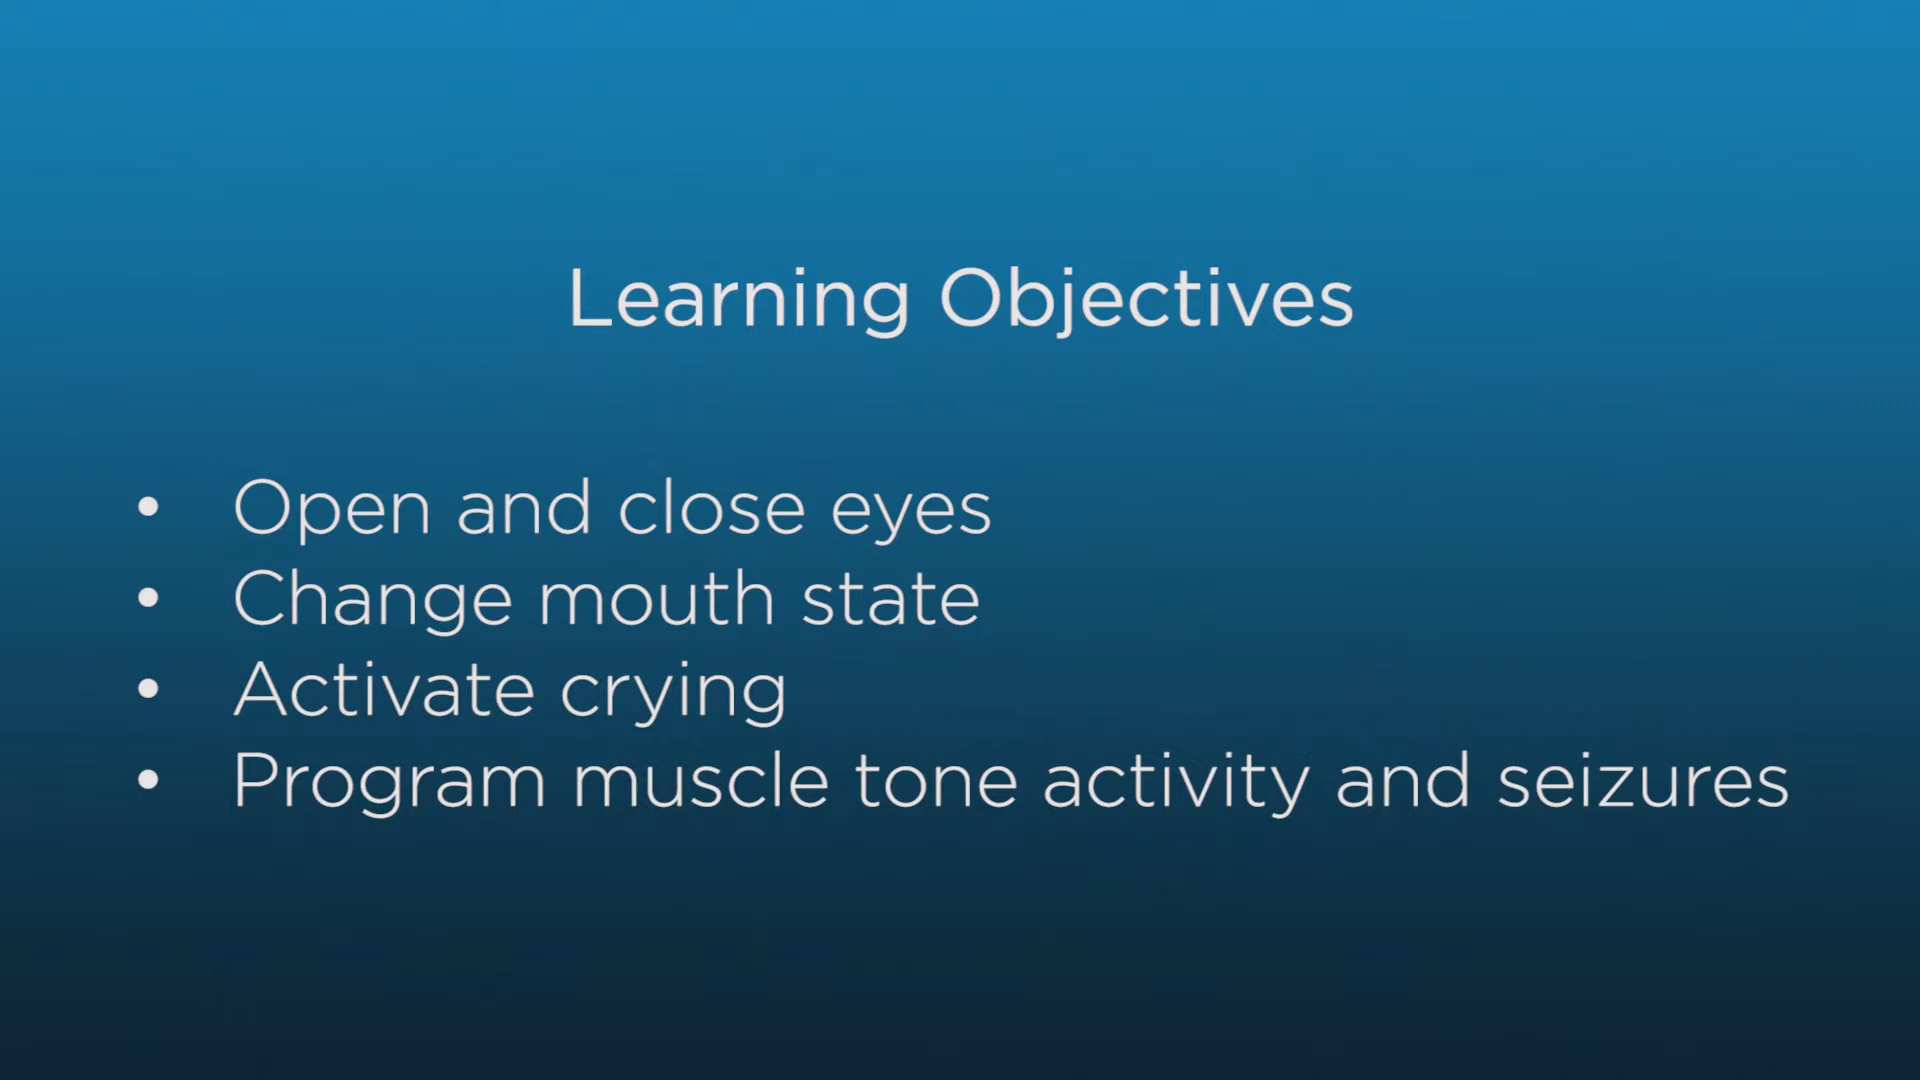 Learning Objectives
• Open and close eyes
• Change mouth state
• Activate crying
• Program muscle tone activity and seizures